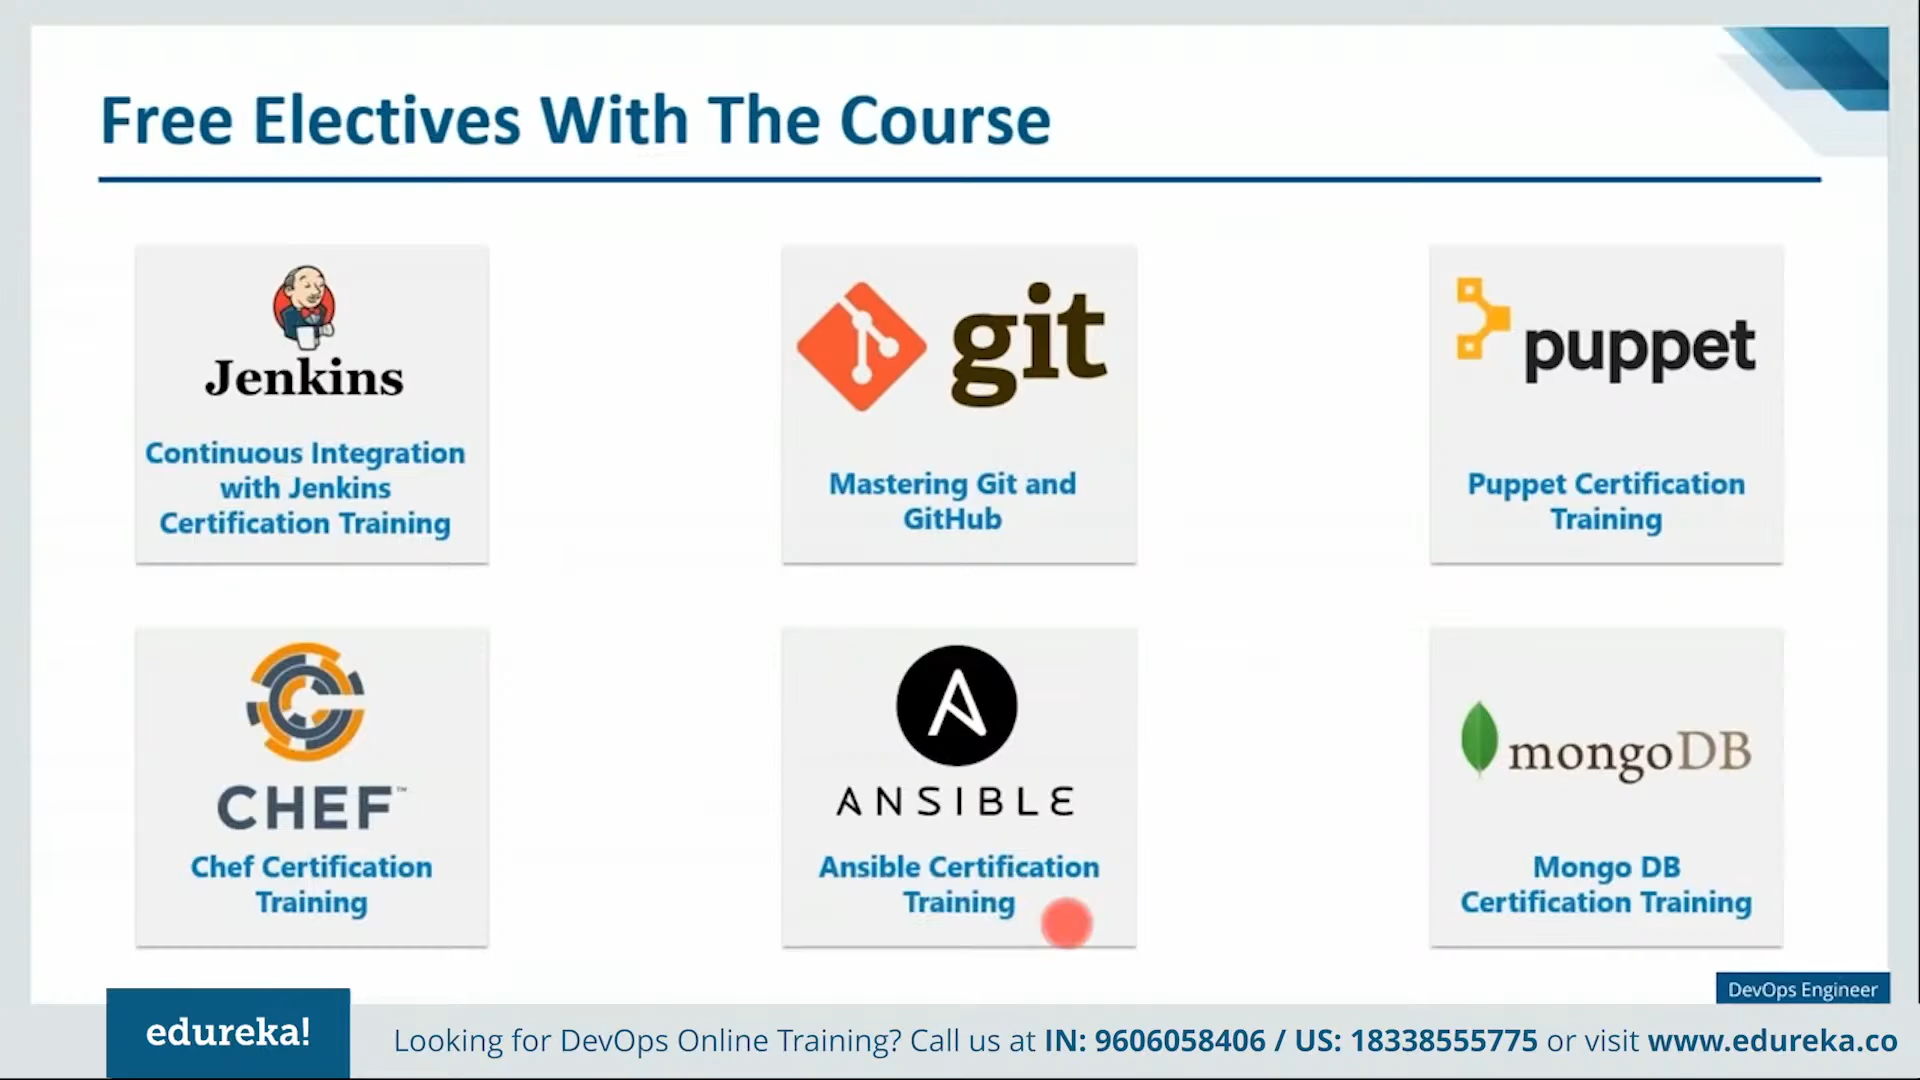 Free Electives With The Course
Jenkins
Continuous Integration
with Jenkins
Certification Training
git
Mastering Git and
GitHub
puppet
Puppet Certification
Training
CHEF™
Chef Certification
Training
ANSIBLE
Ansible Certification
Training
mongoDB
Mongo DB
Certification Training
DevOps Engineer
edureka!
Looking for DevOps Online Training? Call us at IN: 9606058406 / US: 18338555775 or visit www.edureka.co